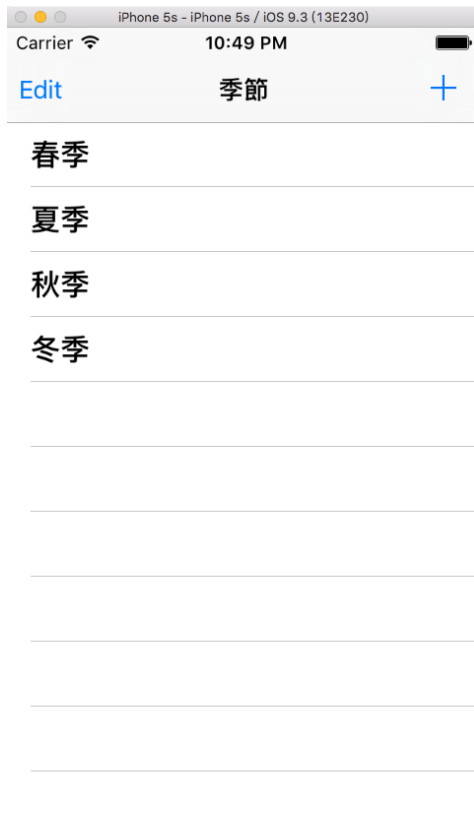 iPhone 5s - iPhone 5s / iOS 9.3 (13E230)
Carrier 10:49 PM
Edit 季節 +
春季
夏季
秋季
冬季